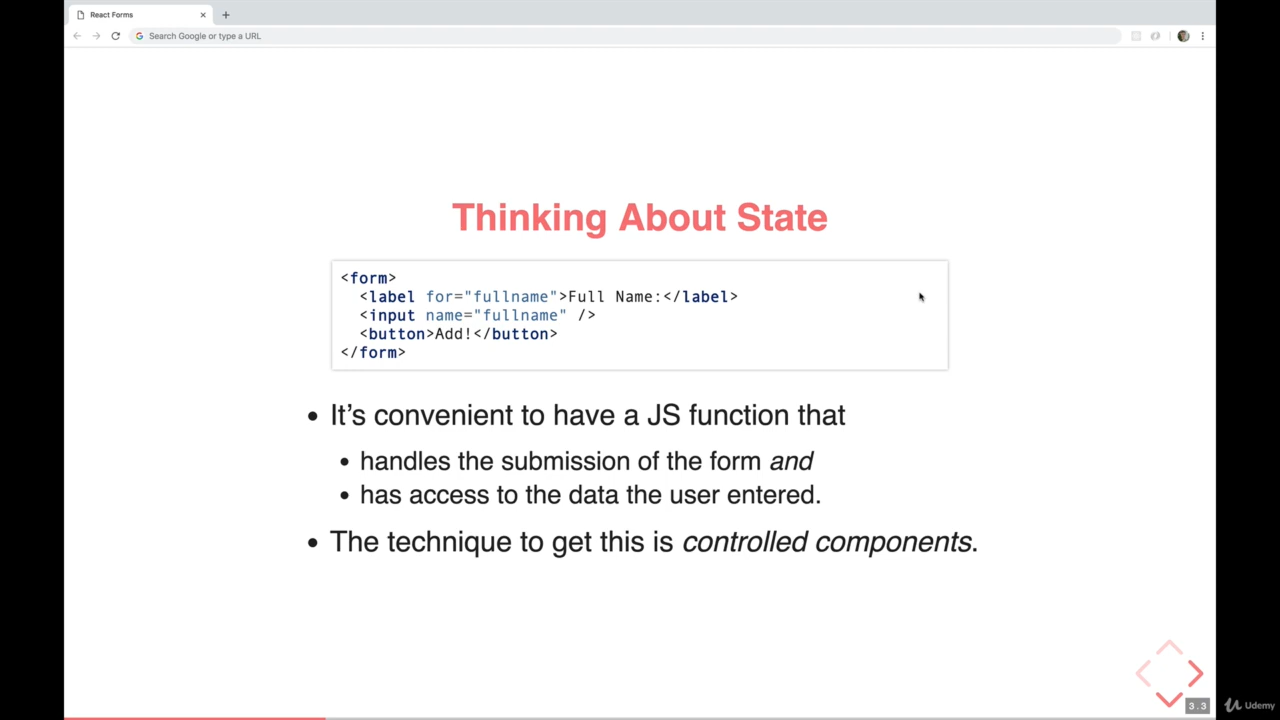 React Forms
Search Google or type a URL
Thinking About State
<form>
  <label for="fullname">Full Name:</label>
  <input name="fullname" />
  <button>Add!</button>
</form>
• It’s convenient to have a JS function that
• handles the submission of the form and
• has access to the data the user entered.
• The technique to get this is controlled components.
3.3
Udemy